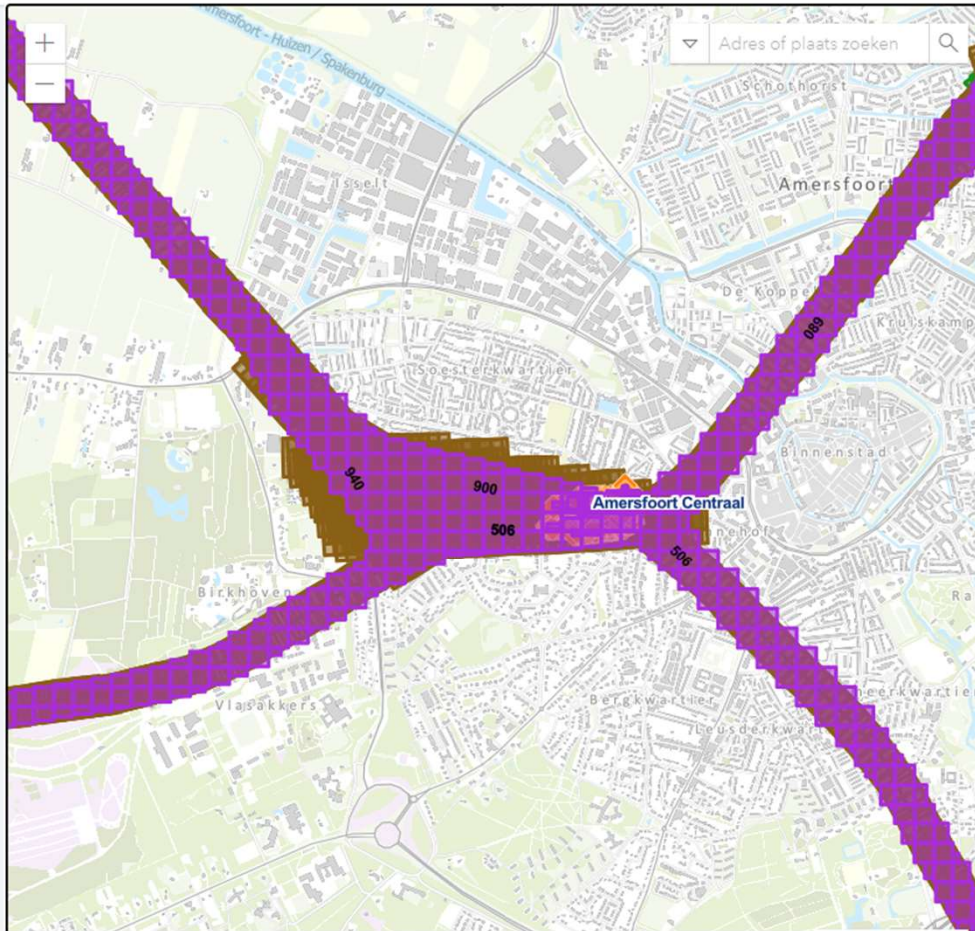 +
Amersfoort - Huizen / Spakenburg
Adres of plaats zoeken
−
Schothorst
Isselt
Amersfoort
De Koppel
Kruiskamp
089
Soesterkwartier
Binnenstad
940
900
Amersfoort Centraal
506
506
Birkhoven
Vlasakkers
Bergkwartier
Leusderkwar